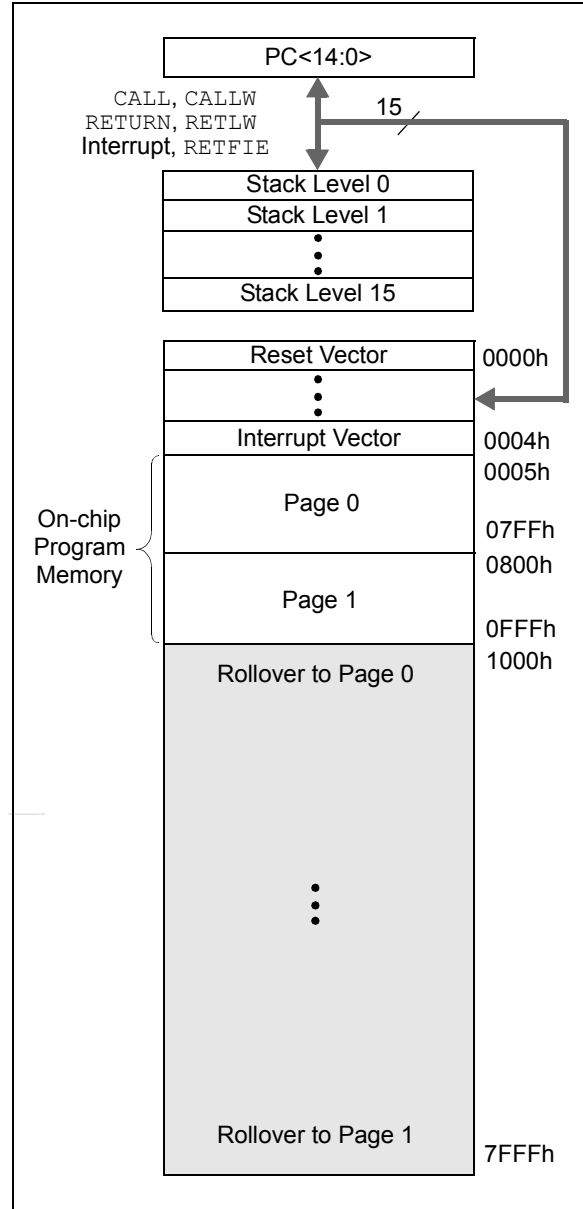 PC<14:0>
CALL, CALLW
RETURN, RETLW
Interrupt, RETFIE
15
Stack Level 0
Stack Level 1
Stack Level 15
Reset Vector
0000h
Interrupt Vector
0004h
0005h
On-chip
Program
Memory
Page 0
07FFh
0800h
Page 1
0FFFh
1000h
Rollover to Page 0
Rollover to Page 1
7FFFh